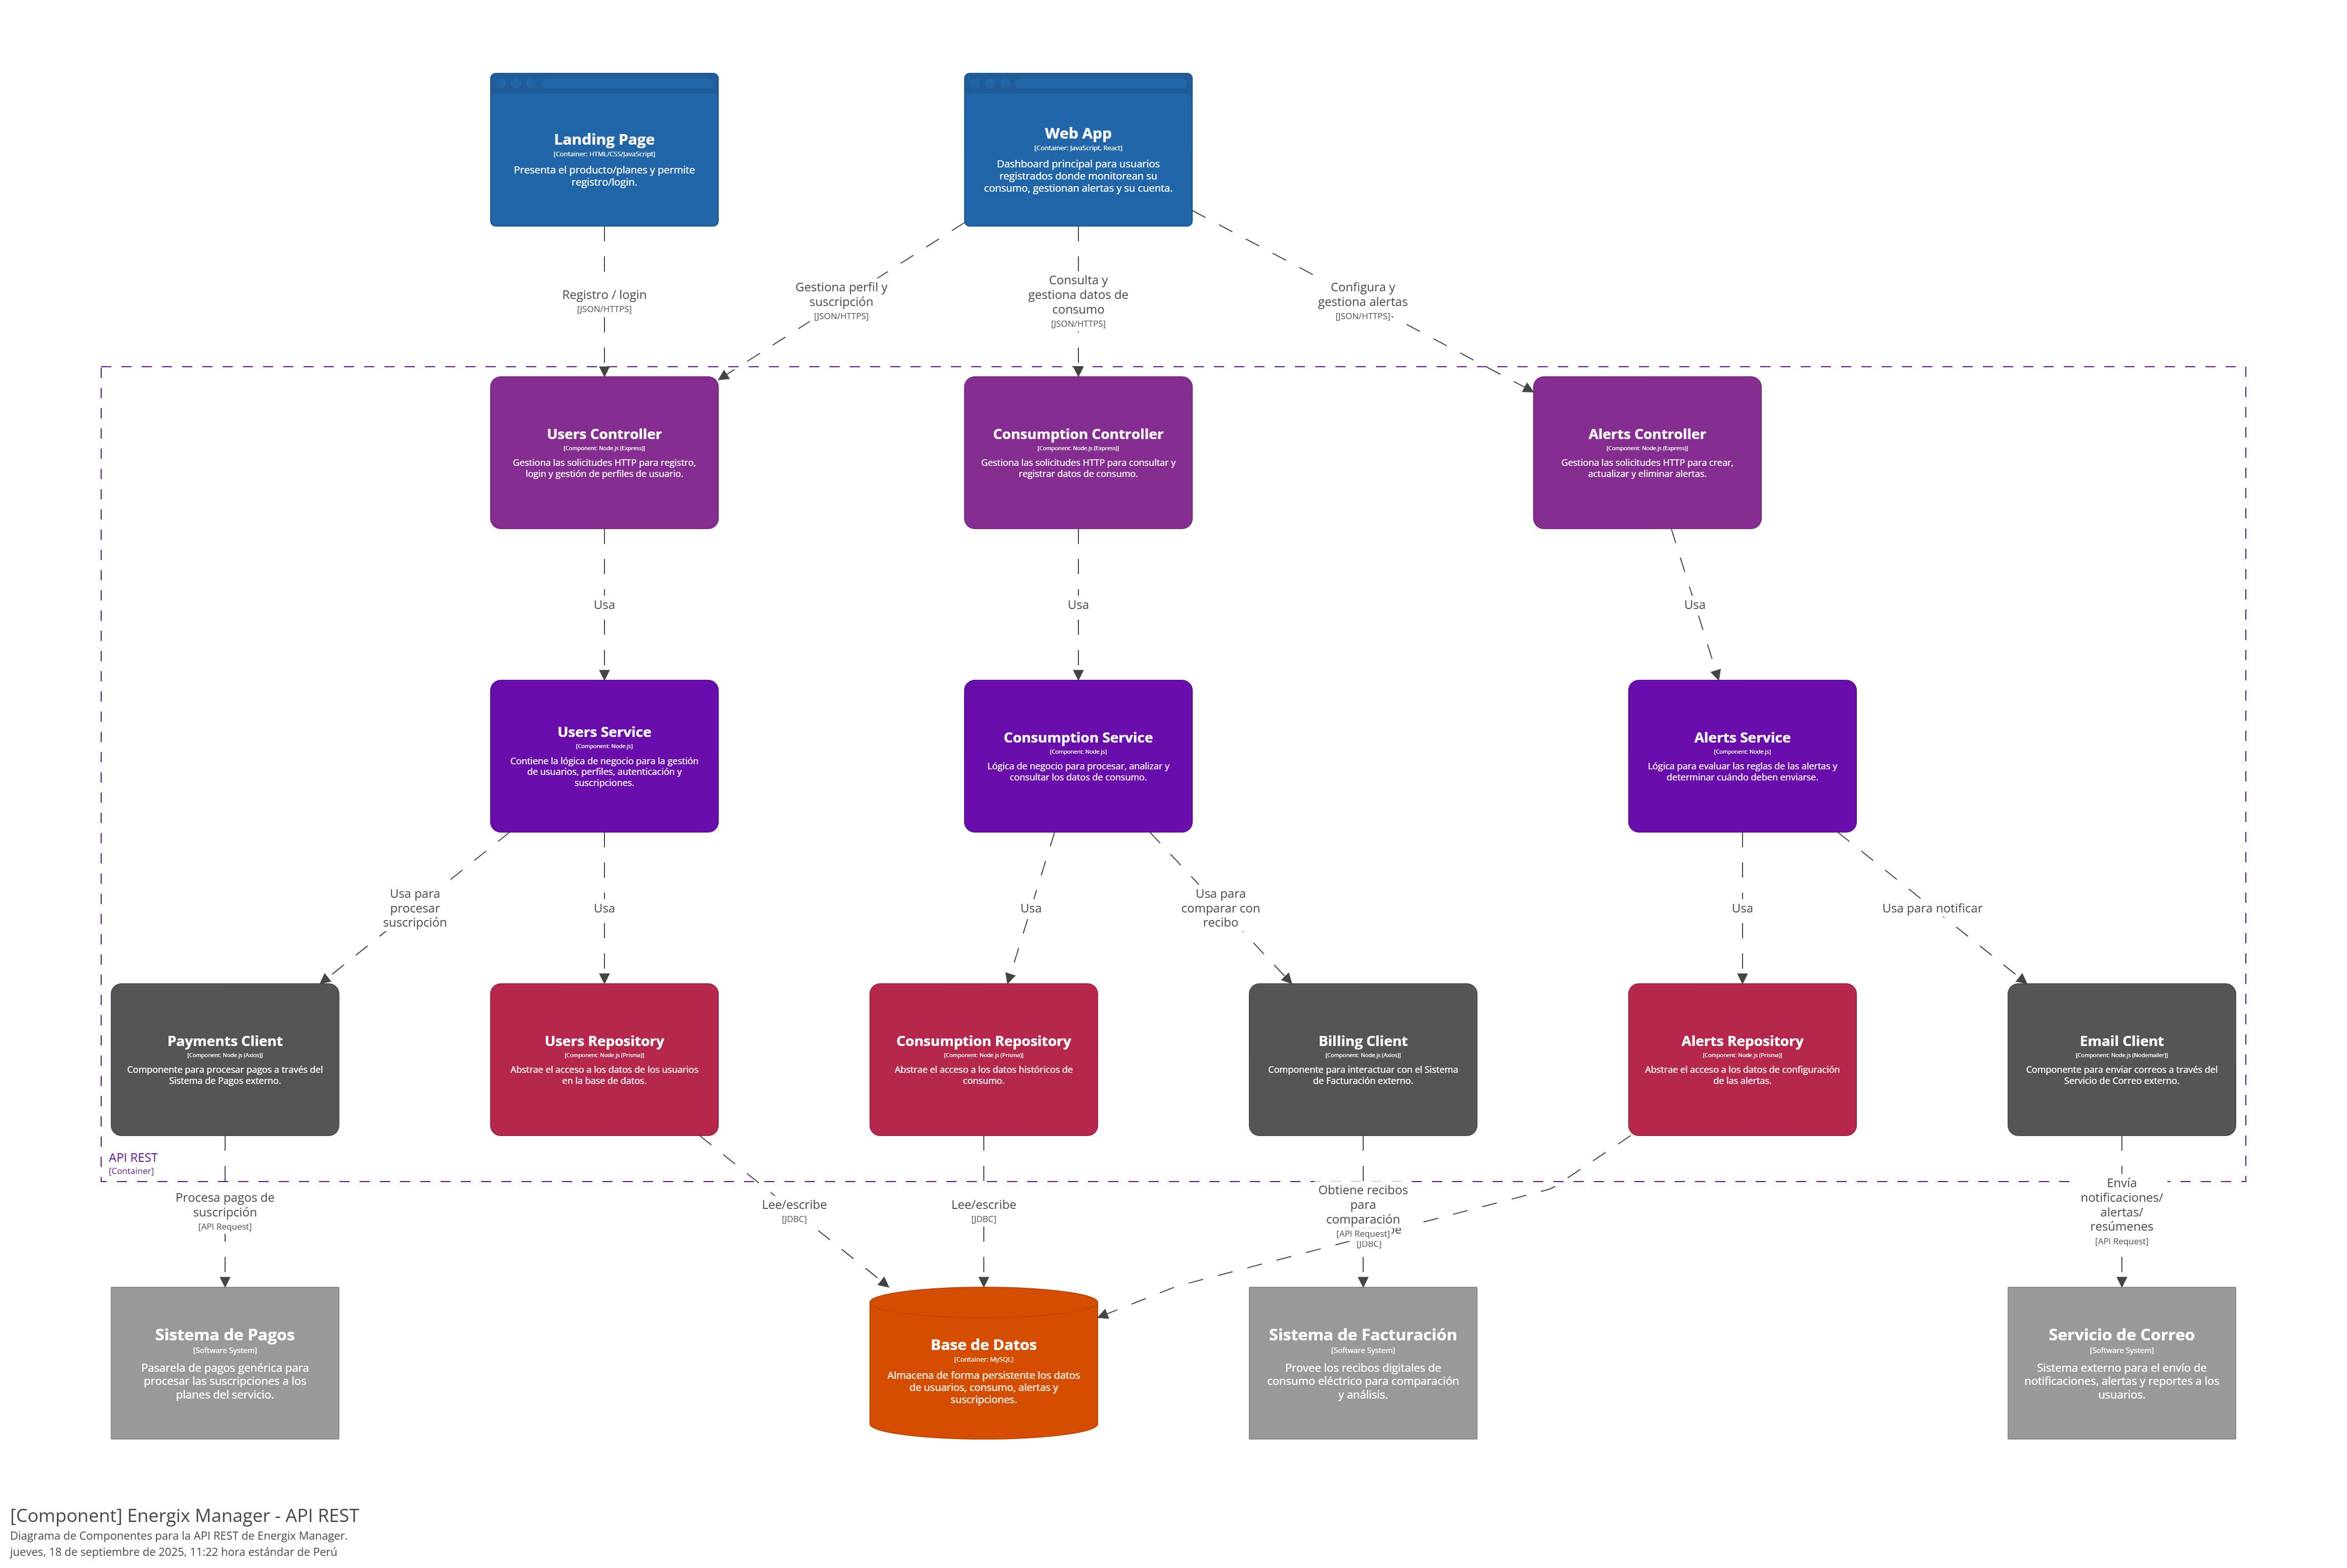 Landing Page
[Container: HTML/CSS/JavaScript]
Presenta el producto/planes y permite
registro/login.
Web App
[Container: JavaScript, React]
Dashboard principal para usuarios
registrados donde monitorean su
consumo, gestionan alertas y su cuenta.
Registro / login
[JSON/HTTPS]
Gestiona perfil y
suscripción
[JSON/HTTPS]
Consulta y
gestiona datos de
consumo
[JSON/HTTPS]
Configura y
gestiona alertas
[JSON/HTTPS]
Users Controller
[Component: Node.js (Express)]
Gestiona las solicitudes HTTP para registro,
login y gestión de perfiles de usuario.
Consumption Controller
[Component: Node.js (Express)]
Gestiona las solicitudes HTTP para consultar y
registrar datos de consumo.
Alerts Controller
[Component: Node.js (Express)]
Gestiona las solicitudes HTTP para crear,
actualizar y eliminar alertas.
Usa
Usa
Usa
Users Service
[Component: Node.js]
Contiene la lógica de negocio para la gestión
de usuarios, perfiles, autenticación y
suscripciones.
Consumption Service
[Component: Node.js]
Lógica de negocio para procesar, analizar y
consultar los datos de consumo.
Alerts Service
[Component: Node.js]
Lógica para evaluar las reglas de las alertas y
determinar cuándo deben enviarse.
Usa para
procesar
suscripción
Usa
Usa
Usa para
comparar con
recibo
Usa
Usa para notificar
Payments Client
[Component: Node.js (Axios)]
Componente para procesar pagos a través del
Sistema de Pagos externo.
Users Repository
[Component: Node.js (Prisma)]
Abstrae el acceso a los datos de los usuarios
en la base de datos.
Consumption Repository
[Component: Node.js (Prisma)]
Abstrae el acceso a los datos históricos de
consumo.
Billing Client
[Component: Node.js (Axios)]
Componente para interactuar con el Sistema
de Facturación externo.
Alerts Repository
[Component: Node.js (Prisma)]
Abstrae el acceso a los datos de configuración
de las alertas.
Email Client
[Component: Node.js (Nodemailer)]
Componente para enviar correos a través del
Servicio de Correo externo.
API REST
[Container]
Procesa pagos de
suscripción
[API Request]
Lee/escribe
[JDBC]
Lee/escribe
[JDBC]
Obtiene recibos
para
comparación
[API Request]
[JDBC]
Envía
notificaciones/
alertas/
resúmenes
[API Request]
Sistema de Pagos
[Software System]
Pasarela de pagos genérica para
procesar las suscripciones a los
planes del servicio.
Base de Datos
[Container: MySQL]
Almacena de forma persistente los datos
de usuarios, consumo, alertas y
suscripciones.
Sistema de Facturación
[Software System]
Provee los recibos digitales de
consumo eléctrico para comparación
y análisis.
Servicio de Correo
[Software System]
Sistema externo para el envío de
notificaciones, alertas y reportes a los
usuarios.
[Component] Energix Manager - API REST
Diagrama de Componentes para la API REST de Energix Manager.
jueves, 18 de septiembre de 2025, 11:22 hora estándar de Perú